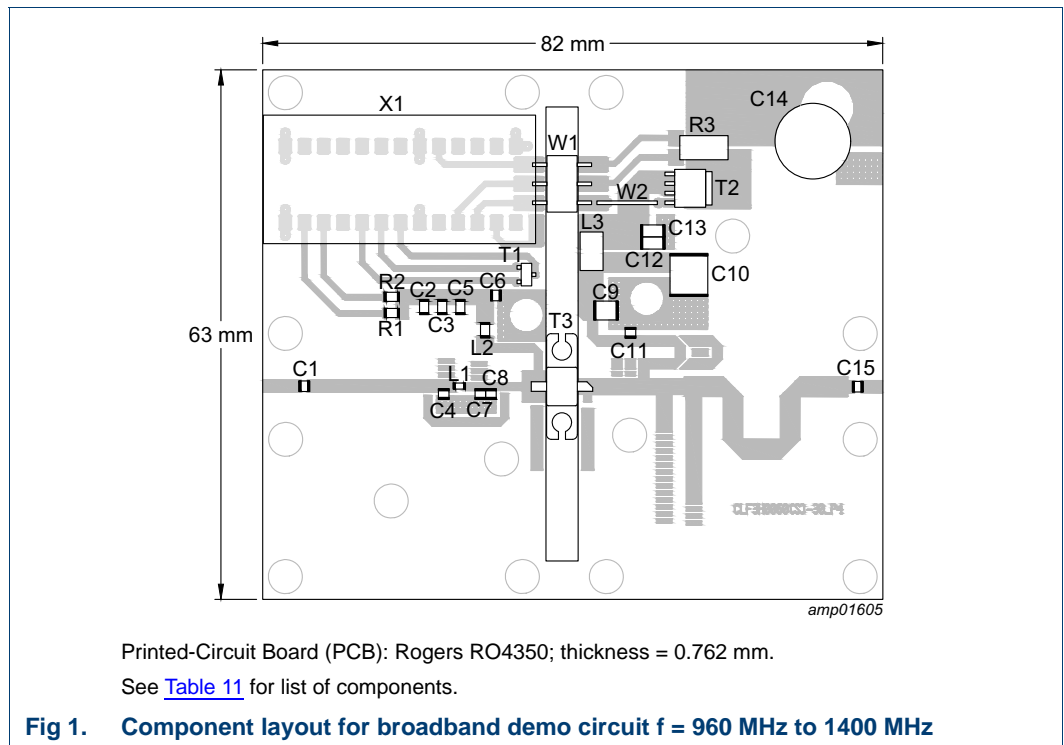 82 mm
X1
C14
R3
W1
T2
W2
L3
C13
T1
C12
C10
R2
C2
C5
C6
C9
C3
R1
T3
63 mm
L2
C11
C1
L1
C8
C15
C4
C7
amp01605
Printed-Circuit Board (PCB): Rogers RO4350; thickness = 0.762 mm.
See Table 11 for list of components.
Fig 1. Component layout for broadband demo circuit f = 960 MHz to 1400 MHz